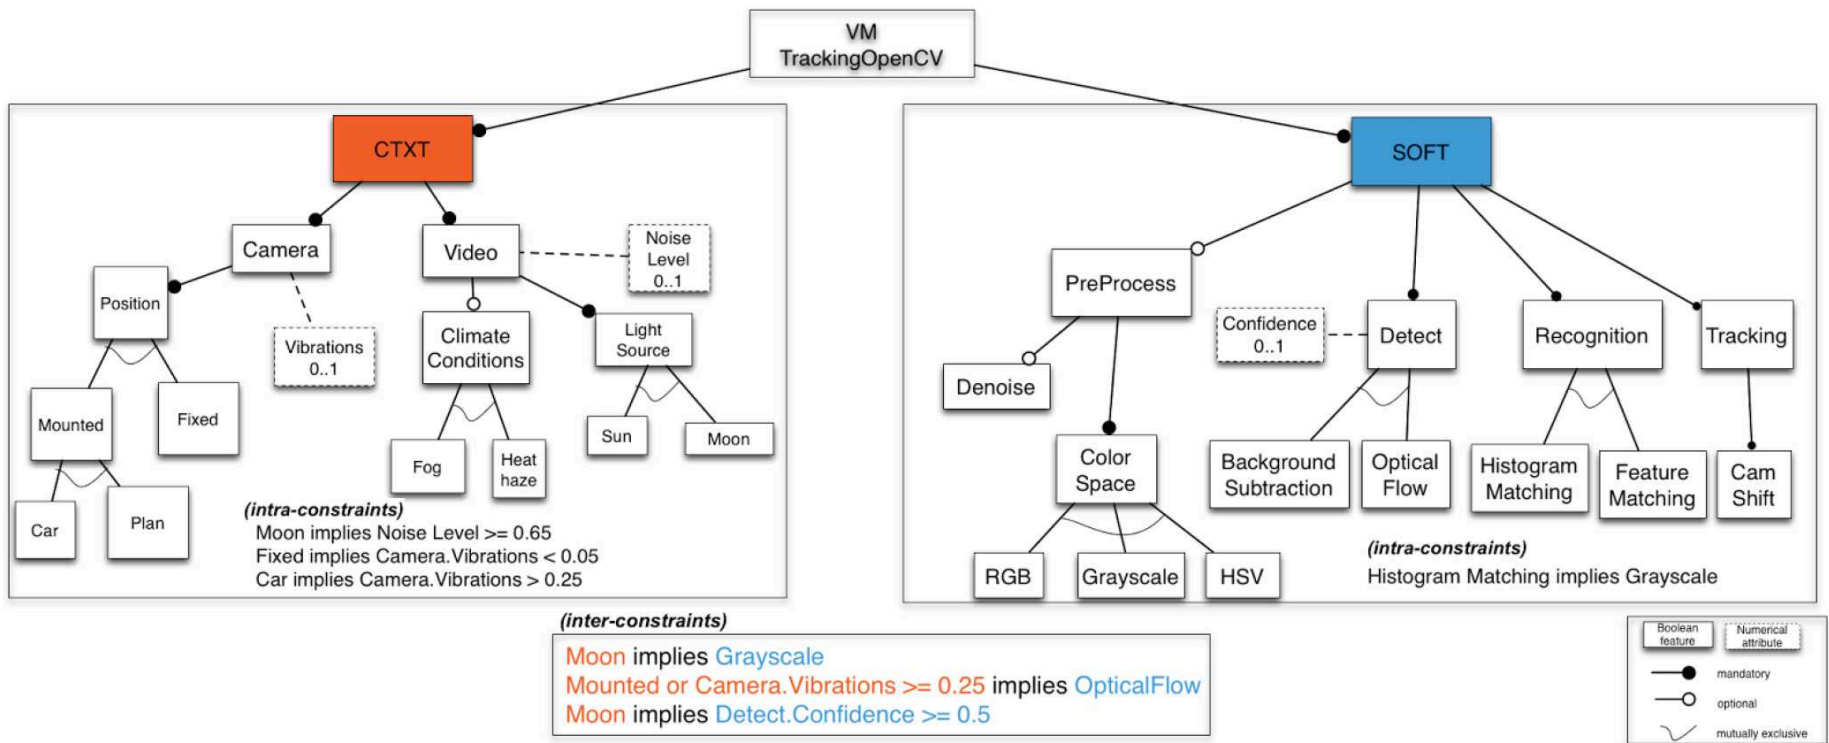 VM
TrackingOpenCV
CTXT
Camera
Video
Noise
Level
0..1
Position
Vibrations
0..1
Climate
Conditions
Light
Source
Mounted
Fixed
Sun
Moon
Fog
Heat
haze
Car
Plan
(intra-constraints)
Moon implies Noise Level >= 0.65
Fixed implies Camera.Vibrations < 0.05
Car implies Camera.Vibrations > 0.25
SOFT
PreProcess
Confidence
0..1
Detect
Recognition
Tracking
Denoise
Color
Space
Background
Subtraction
Optical
Flow
Histogram
Matching
Feature
Matching
Cam
Shift
RGB
Grayscale
HSV
(intra-constraints)
Histogram Matching implies Grayscale
(inter-constraints)
Moon implies Grayscale
Mounted or Camera.Vibrations >= 0.25 implies OpticalFlow
Moon implies Detect.Confidence >= 0.5
Boolean
feature
Numerical
attribute
mandatory
optional
mutually exclusive